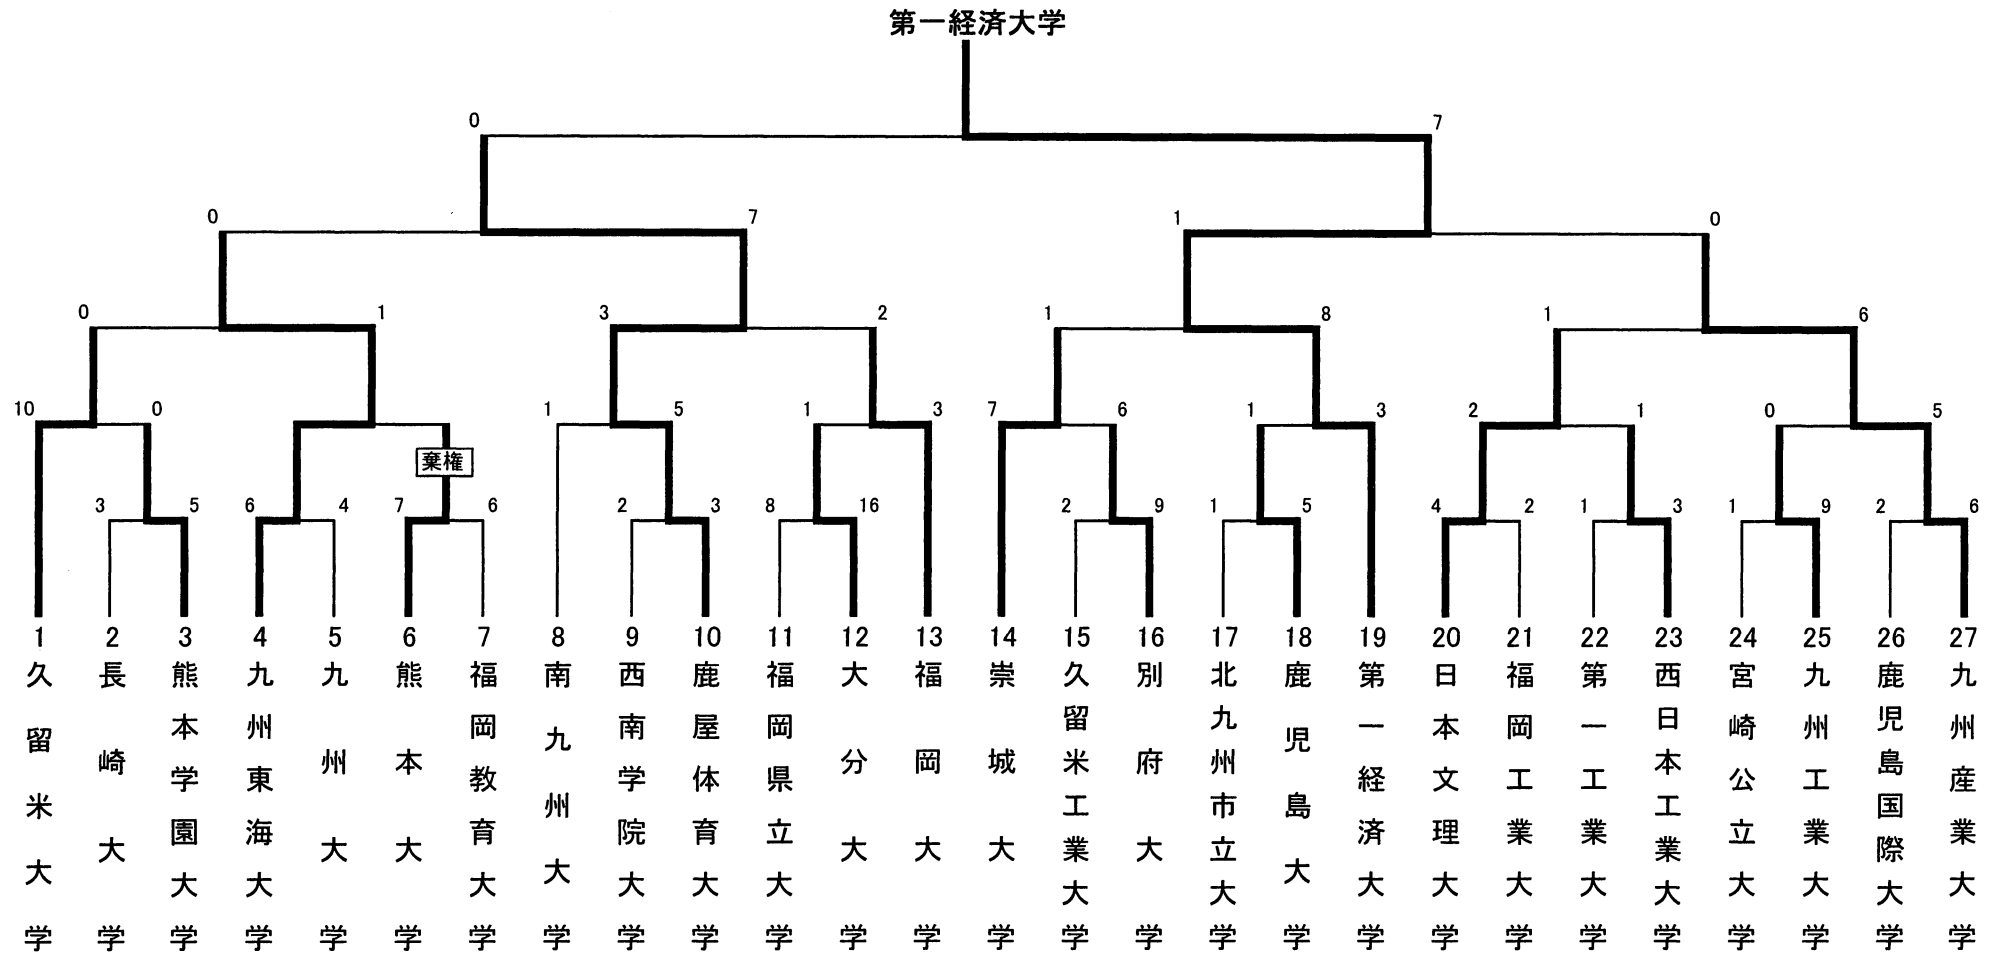 第一経済大学
0 7
0 7 1 0
0 1 3 2 1 8 1 6
10 0 1 5 1 3 7 6 1 3 2 1 0 5
棄権
3 5 6 4 7 6 2 3 8 16 2 9 1 5 4 2 1 3 1 9 2 6
1 2 3 4 5 6 7 8 9 10 11 12 13 14 15 16 17 18 19 20 21 22 23 24 25 26 27
久留米大学
長崎大学
熊本学園大学
九州東海大学
九州大学
熊本大学
福岡教育大学
南九州大学
西南学院大学
鹿屋体育大学
福岡県立大学
大分大学
福岡大学
崇城大学
久留米工業大学
別府大学
北九州市立大学
鹿児島大学
第一経済大学
日本文理大学
福岡工業大学
第一工業大学
西日本工業大学
宮崎公立大学
九州工業大学
鹿児島国際大学
九州産業大学